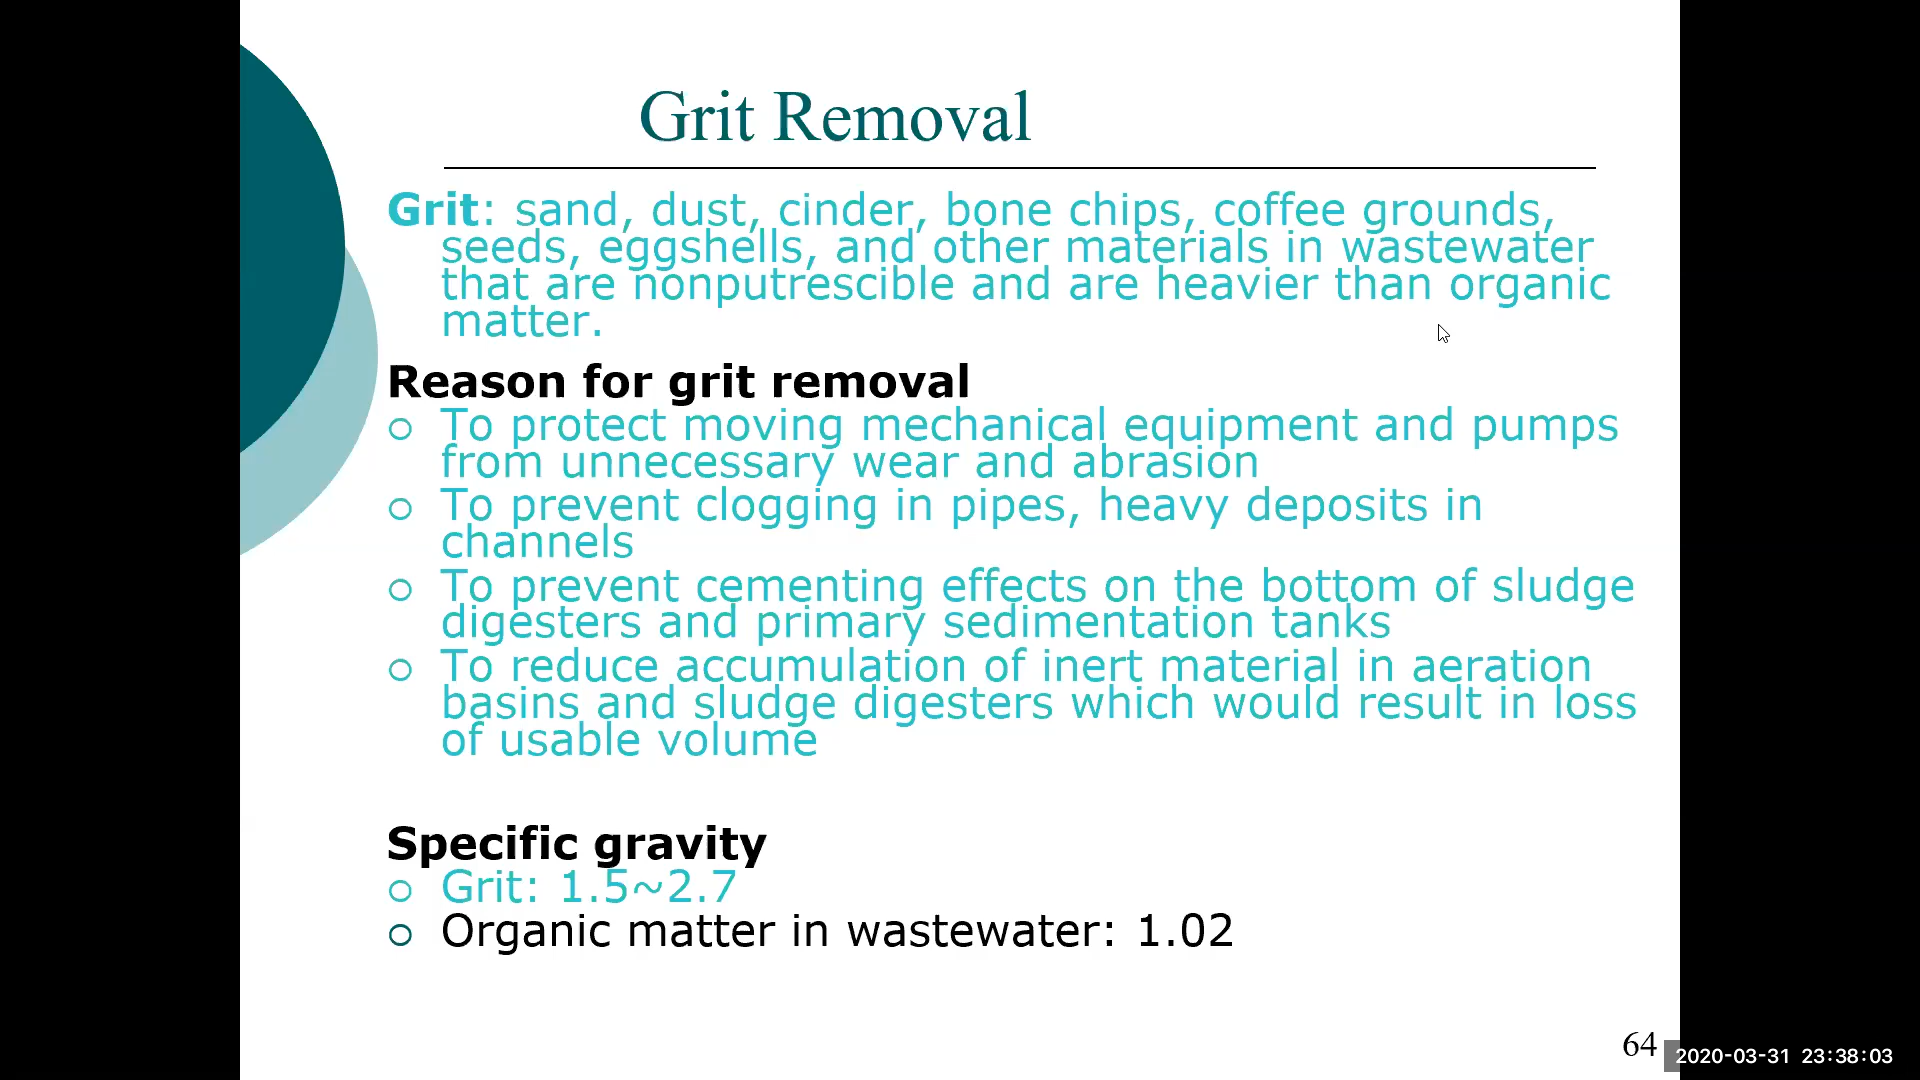 Grit Removal
Grit: sand, dust, cinder, bone chips, coffee grounds,
seeds, eggshells, and other materials in wastewater
that are nonputrescible and are heavier than organic
matter.
Reason for grit removal
To protect moving mechanical equipment and pumps
from unnecessary wear and abrasion
To prevent clogging in pipes, heavy deposits in
channels
To prevent cementing effects on the bottom of sludge
digesters and primary sedimentation tanks
To reduce accumulation of inert material in aeration
basins and sludge digesters which would result in loss
of usable volume
Specific gravity
Grit: 1.5~2.7
Organic matter in wastewater: 1.02
64
2020-03-31 23:38:03